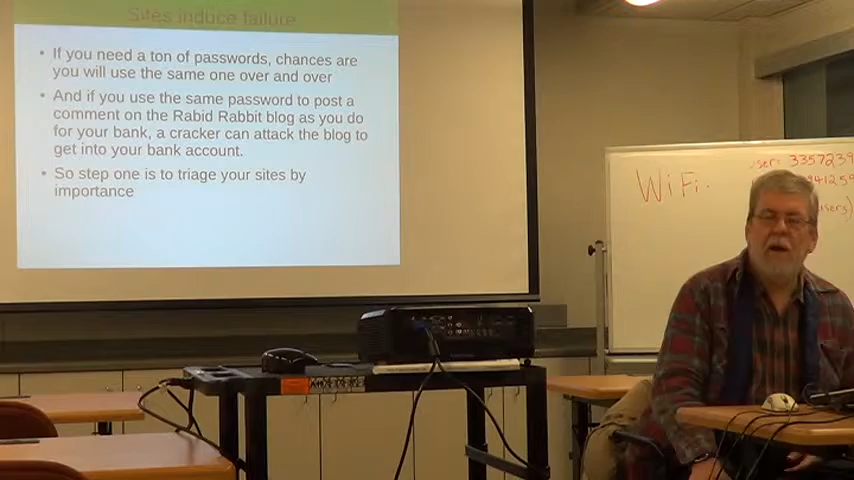 Sites induce failure
• If you need a ton of passwords, chances are
you will use the same one over and over
• And if you use the same password to post a
comment on the Rabid Rabbit blog as you do
for your bank, a cracker can attack the blog to
get into your bank account.
• So step one is to triage your sites by
importance
WiFi.
user: 3357239
users)